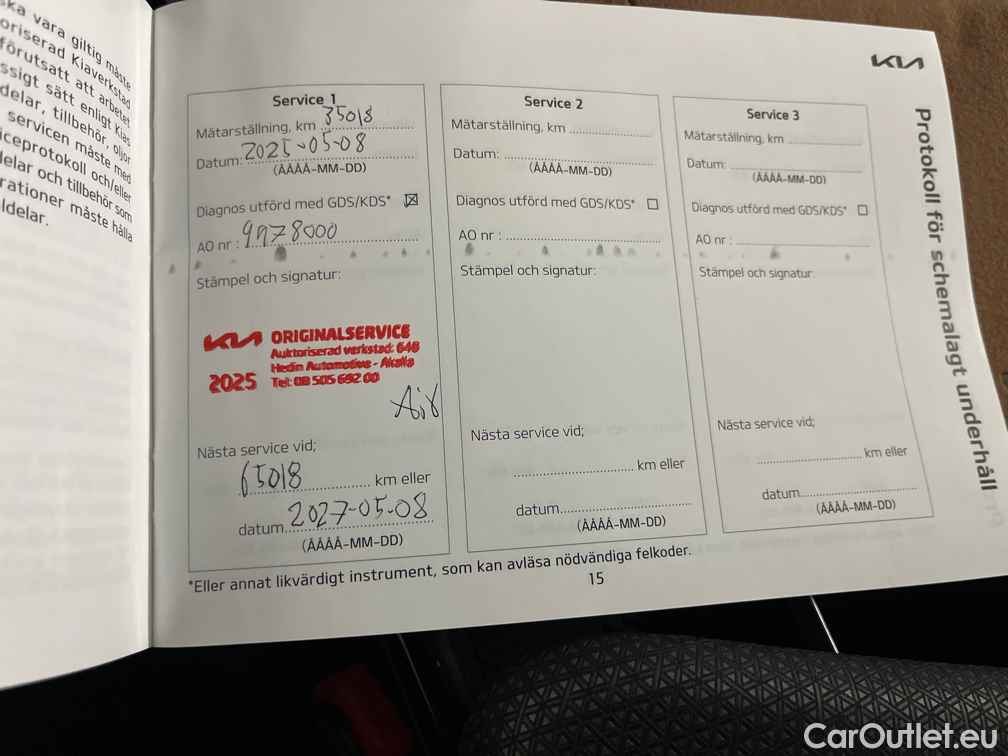 ska vara giltig måste
oriserad Kiaverkstad
förutsatt att arbetet
ssigt sätt enligt Kias
delar, tillbehör, oljor
servicen måste med
iceprotokoll och/eller
delar och tillbehör som
rationer måste hålla
aldelar.
KIA
Protokoll för schemalagt underhåll
Service 1
Mätarställning, km 35018
Datum: 2025-05-08
(ÅÅÅÅ-MM-DD)
Diagnos utförd med GDS/KDS* ☒
AO nr : 9978000
Stämpel och signatur:
KIA ORIGINALSERVICE
Auktoriserad verkstad: 646
Hedin Automotive - Akalla
2025 Tel: 08 505 692 00
Nästa service vid;
65018 km eller
datum 2027-05-08
(ÅÅÅÅ-MM-DD)
Service 2
Mätarställning, km
Datum:
(ÅÅÅÅ-MM-DD)
Diagnos utförd med GDS/KDS* ☐
AO nr :
Stämpel och signatur:
Nästa service vid;
km eller
datum
(ÅÅÅÅ-MM-DD)
Service 3
Mätarställning, km
Datum:
(ÅÅÅÅ-MM-DD)
Diagnos utförd med GDS/KDS* ☐
AO nr :
Stämpel och signatur:
Nästa service vid;
km eller
datum
(ÅÅÅÅ-MM-DD)
*Eller annat likvärdigt instrument, som kan avläsa nödvändiga felkoder.
15
CarOutlet.eu